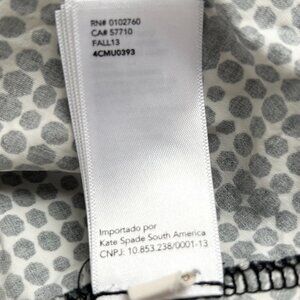 RN# 0102760
CA# 57710
FALL13
4CMU0393
Importado por
Kate Spade South America
CNPJ: 10.853.238/0001-13